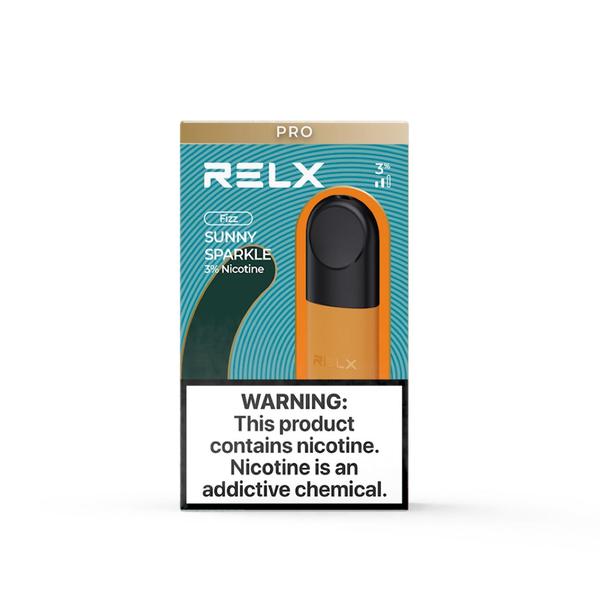 PRO
RELX
3%
Fizz
SUNNY
SPARKLE
3% Nicotine
RELX
WARNING:
This product
contains nicotine.
Nicotine is an
addictive chemical.